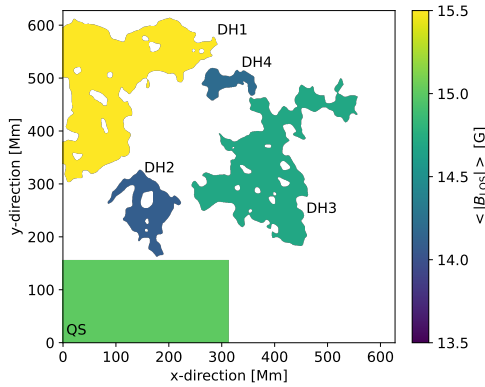 DH1
DH4
DH2
DH3
QS
600
500
400
300
200
100
0
0 100 200 300 400 500 600
x-direction [Mm]
y-direction [Mm]
15.5
15.0
14.5
14.0
13.5
< |B_LOS| > [G]